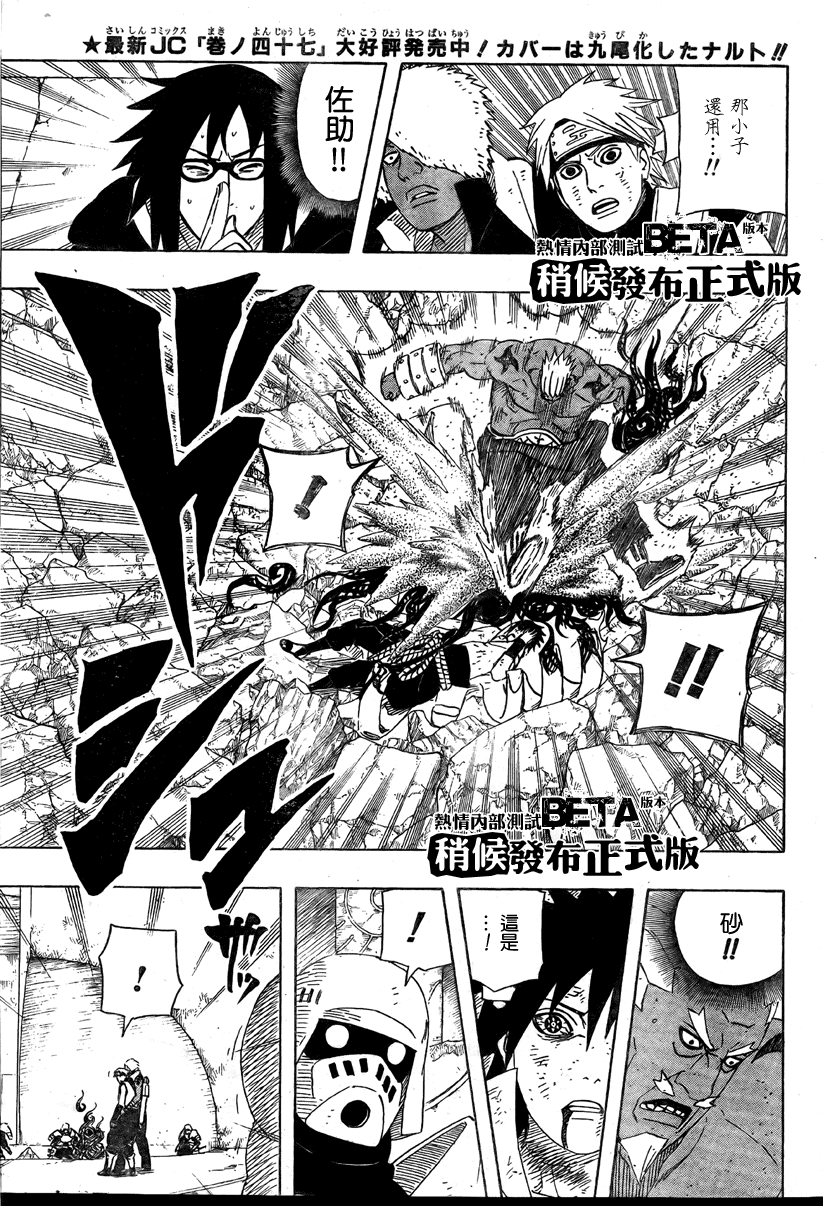 ★最新JC「巻ノ四十七」大好評発売中!カバーは九尾化したナルト!!
さいしんコミックス まき よんじゅうしち だいこうひょうはつばいちゅう きゅうびか
那小子
還用…!!
佐助!!
熱情內部測試BETA版本
稍候發布正式版
!
!!
ドシュ
熱情內部測試BETA版本
稍候發布正式版
砂!!
這是
…!
!
ザッ
!